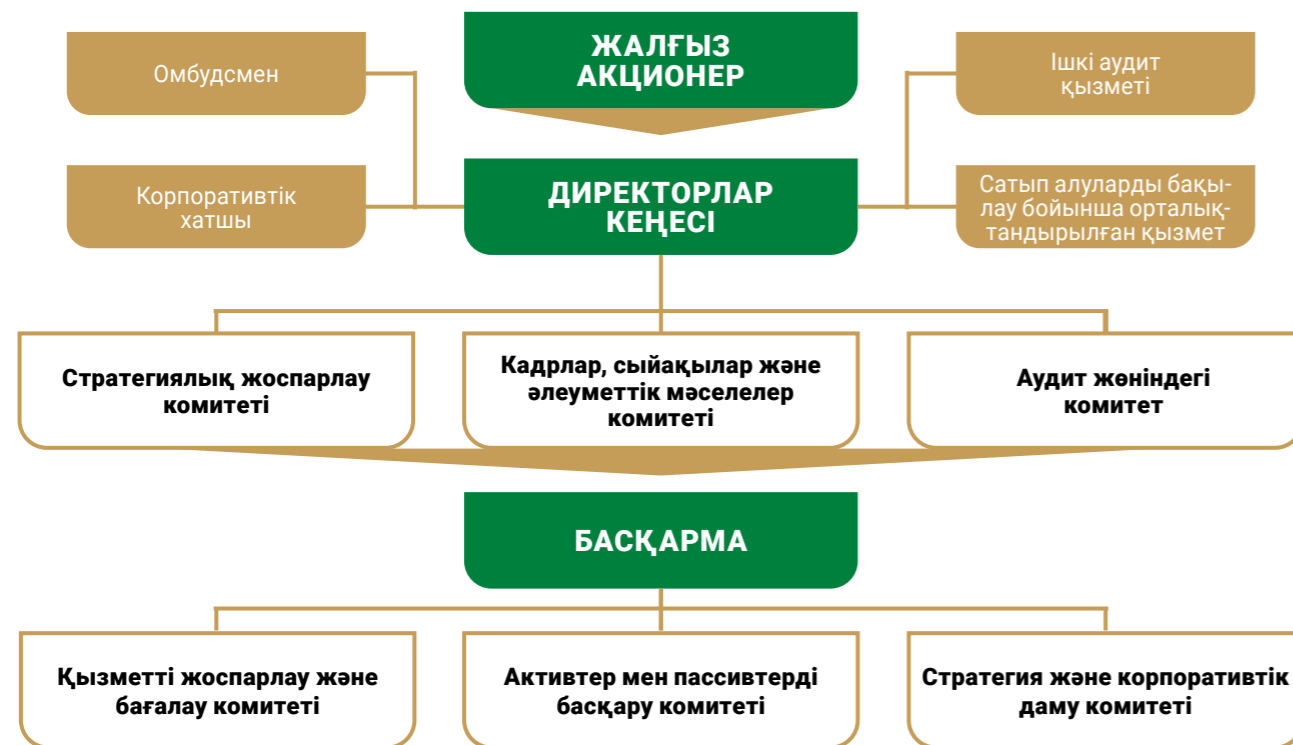 Омбудсмен
ЖАЛҒЫЗ
АКЦИОНЕР
Ішкі аудит
қызметі
Корпоративтік
хатшы
ДИРЕКТОРЛАР
КЕҢЕСІ
Сатып алуларды бақы-
лау бойынша орталық-
тандырылған қызмет
Стратегиялық жоспарлау
комитеті
Кадрлар, сыйақылар және
әлеуметтік мәселелер
комитеті
Аудит жөніндегі
комитет
БАСҚАРМА
Қызметті жоспарлау және
бағалау комитеті
Активтер мен пассивтерді
басқару комитеті
Стратегия және корпоративтік
даму комитеті